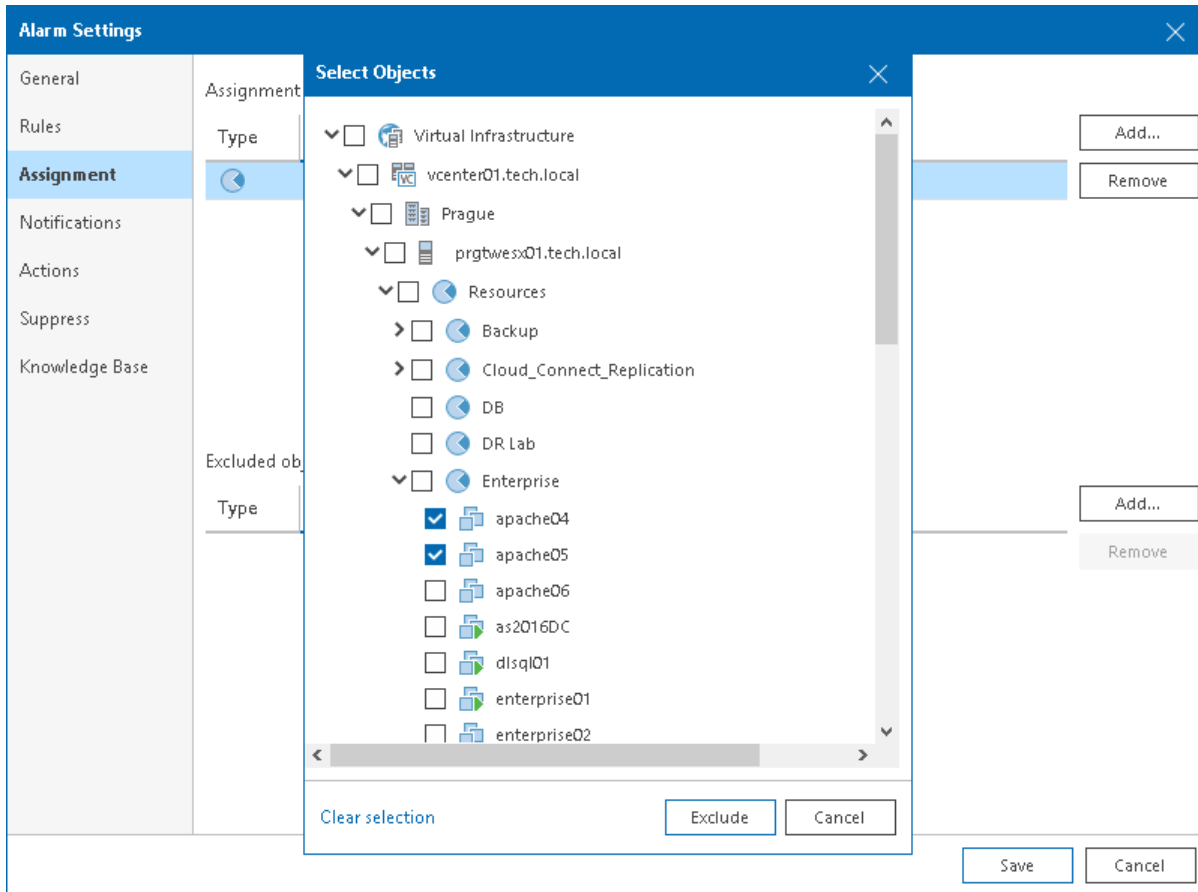 Alarm Settings
General
Rules
Assignment
Notifications
Actions
Suppress
Knowledge Base
Assignment
Type
Add...
Remove
Excluded ob
Type
Add...
Remove
Select Objects
Virtual Infrastructure
VC
vcenter01.tech.local
Prague
prgtwesx01.tech.local
Resources
Backup
Cloud_Connect_Replication
DB
DR Lab
Enterprise
apache04
apache05
apache06
as2016DC
dlsql01
enterprise01
enterprise02
Clear selection
Exclude
Cancel
Save
Cancel